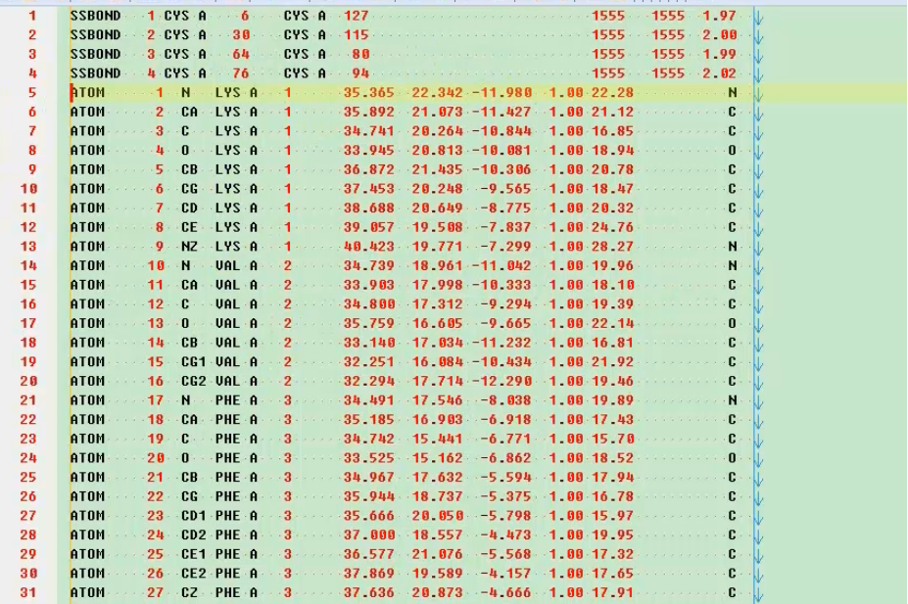 1 SSBOND 1 CYS A 6 CYS A 127 1555 1555 1.97
2 SSBOND 2 CYS A 30 CYS A 115 1555 1555 2.00
3 SSBOND 3 CYS A 64 CYS A 80 1555 1555 1.99
4 SSBOND 4 CYS A 76 CYS A 94 1555 1555 2.02
5 ATOM 1 N LYS A 1 35.365 22.342 -11.980 1.00 22.28 N
6 ATOM 2 CA LYS A 1 35.892 21.073 -11.427 1.00 21.12 C
7 ATOM 3 C LYS A 1 34.741 20.264 -10.844 1.00 16.85 C
8 ATOM 4 O LYS A 1 33.945 20.813 -10.081 1.00 18.94 O
9 ATOM 5 CB LYS A 1 36.872 21.435 -10.306 1.00 20.78 C
10 ATOM 6 CG LYS A 1 37.453 20.248 -9.565 1.00 18.47 C
11 ATOM 7 CD LYS A 1 38.688 20.649 -8.775 1.00 20.32 C
12 ATOM 8 CE LYS A 1 39.057 19.508 -7.837 1.00 24.76 C
13 ATOM 9 NZ LYS A 1 40.423 19.771 -7.299 1.00 28.27 N
14 ATOM 10 N VAL A 2 34.739 18.961 -11.042 1.00 19.96 N
15 ATOM 11 CA VAL A 2 33.903 17.998 -10.333 1.00 18.10 C
16 ATOM 12 C VAL A 2 34.800 17.312 -9.294 1.00 19.39 C
17 ATOM 13 O VAL A 2 35.759 16.605 -9.665 1.00 22.14 O
18 ATOM 14 CB VAL A 2 33.140 17.034 -11.232 1.00 16.81 C
19 ATOM 15 CG1 VAL A 2 32.251 16.084 -10.434 1.00 21.92 C
20 ATOM 16 CG2 VAL A 2 32.294 17.714 -12.290 1.00 19.46 C
21 ATOM 17 N PHE A 3 34.491 17.546 -8.038 1.00 19.89 N
22 ATOM 18 CA PHE A 3 35.185 16.903 -6.918 1.00 17.43 C
23 ATOM 19 C PHE A 3 34.742 15.441 -6.771 1.00 15.70 C
24 ATOM 20 O PHE A 3 33.525 15.162 -6.862 1.00 18.52 O
25 ATOM 21 CB PHE A 3 34.967 17.632 -5.594 1.00 17.94 C
26 ATOM 22 CG PHE A 3 35.944 18.737 -5.375 1.00 16.78 C
27 ATOM 23 CD1 PHE A 3 35.666 20.050 -5.798 1.00 15.97 C
28 ATOM 24 CD2 PHE A 3 37.000 18.557 -4.473 1.00 19.95 C
29 ATOM 25 CE1 PHE A 3 36.577 21.076 -5.568 1.00 17.32 C
30 ATOM 26 CE2 PHE A 3 37.869 19.589 -4.157 1.00 17.65 C
31 ATOM 27 CZ PHE A 3 37.636 20.873 -4.666 1.00 17.91 C